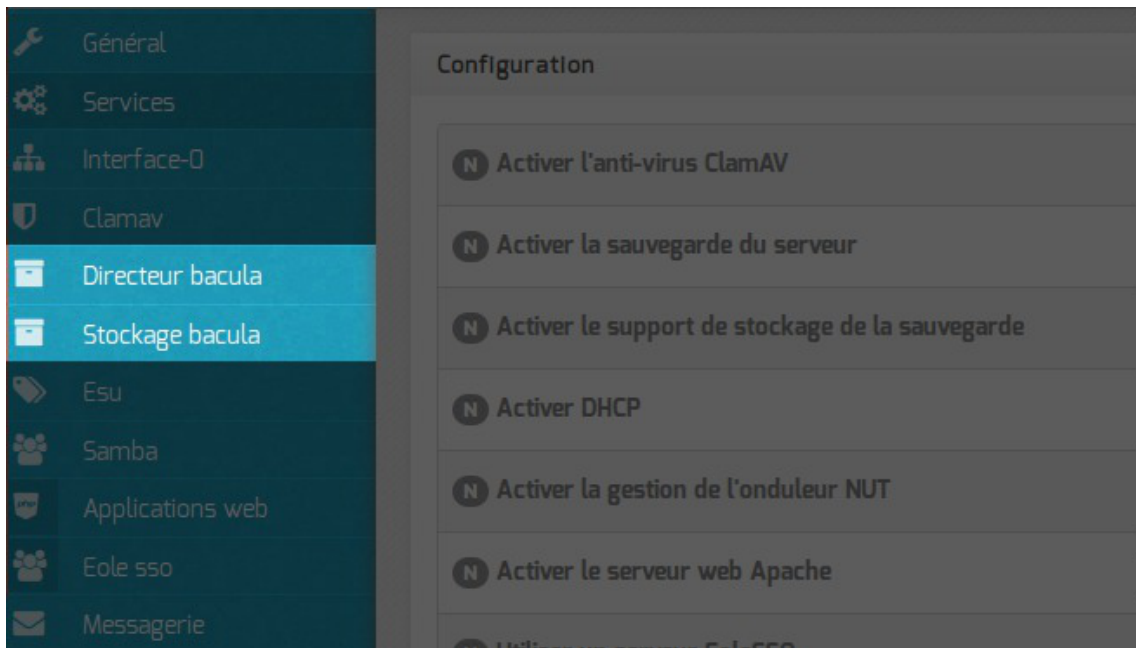 Général
Services
Interface-0
Clamav
Directeur bacula
Stockage bacula
Esu
Samba
Applications web
Eole sso
Messagerie
Configuration
N Activer l'anti-virus ClamAV
N Activer la sauvegarde du serveur
N Activer le support de stockage de la sauvegarde
N Activer DHCP
N Activer la gestion de l'onduleur NUT
N Activer le serveur web Apache